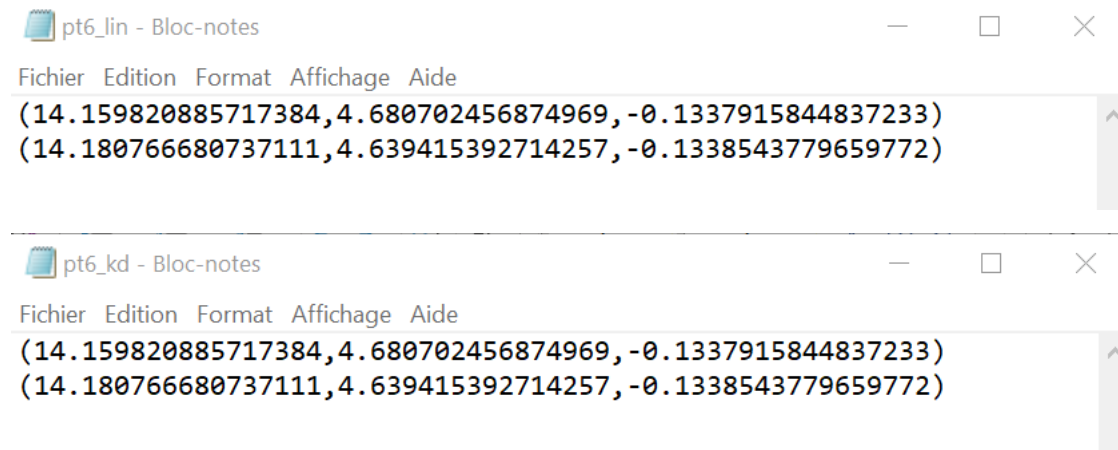 pt6_lin - Bloc-notes
Fichier Edition Format Affichage Aide
(14.159820885717384,4.680702456874969,-0.1337915844837233)
(14.180766680737111,4.639415392714257,-0.1338543779659772)
pt6_kd - Bloc-notes
Fichier Edition Format Affichage Aide
(14.159820885717384,4.680702456874969,-0.1337915844837233)
(14.180766680737111,4.639415392714257,-0.1338543779659772)